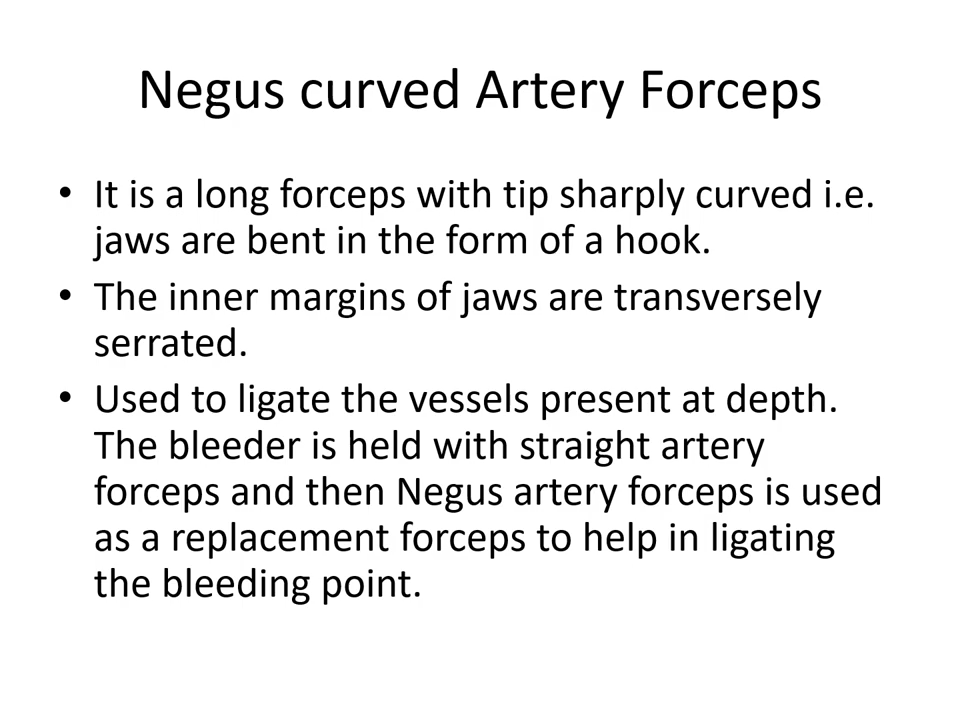 Negus curved Artery Forceps
• It is a long forceps with tip sharply curved i.e.
jaws are bent in the form of a hook.
• The inner margins of jaws are transversely
serrated.
• Used to ligate the vessels present at depth.
The bleeder is held with straight artery
forceps and then Negus artery forceps is used
as a replacement forceps to help in ligating
the bleeding point.